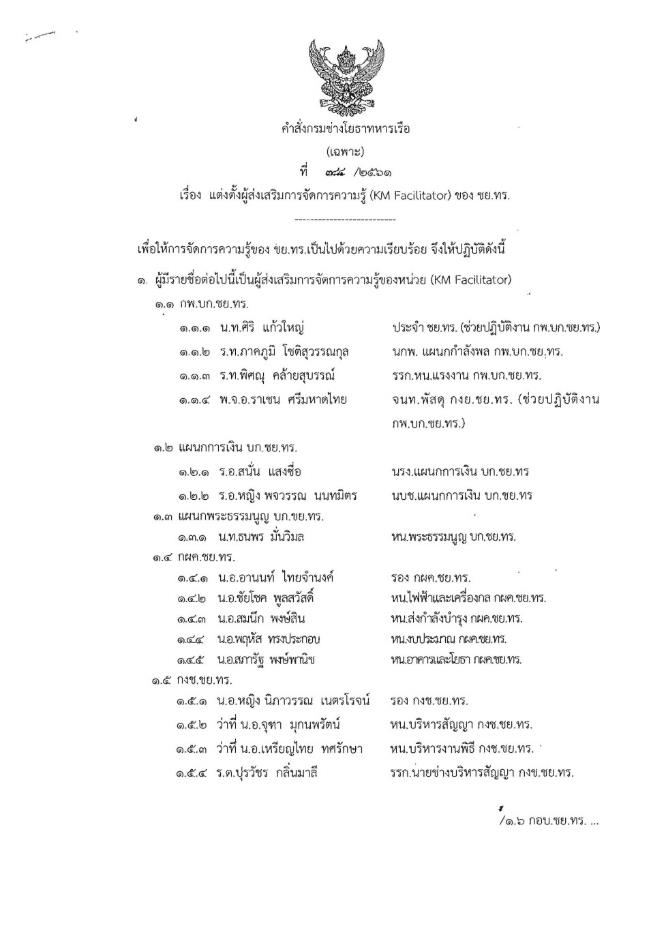 คำสั่งกรมช่างโยธาทหารเรือ
(เฉพาะ)
ที่ ๓๘๔ /๒๕๖๑
เรื่อง แต่งตั้งผู้ส่งเสริมการจัดการความรู้ (KM Facilitator) ของ ชย.ทร.
--------------------------
เพื่อให้การจัดการความรู้ของ ชย.ทร.เป็นไปด้วยความเรียบร้อย จึงให้ปฏิบัติดังนี้
๑. ผู้มีรายชื่อต่อไปนี้เป็นผู้ส่งเสริมการจัดการความรู้ของหน่วย (KM Facilitator)
๑.๑ กพ.บก.ชย.ทร.
๑.๑.๑ น.ท.ศิริ แก้วใหญ่ ประจำ ชย.ทร. (ช่วยปฏิบัติงาน กพ.บก.ชย.ทร.)
๑.๑.๒ ร.ท.ภาคภูมิ โชติสุวรรณกุล นกพ. แผนกกำลังพล กพ.บก.ชย.ทร.
๑.๑.๓ ร.ท.พิศณุ คล้ายสุบรรณ์ รรก.หน.แรงงาน กพ.บก.ชย.ทร.
๑.๑.๔ พ.จ.อ.ราเชน ศรีมหาดไทย จนท.พัสดุ กงย.ชย.ทร. (ช่วยปฏิบัติงาน
กพ.บก.ชย.ทร.)
๑.๒ แผนกการเงิน บก.ชย.ทร.
๑.๒.๑ ร.อ.สนั่น แสงชื่อ นรง.แผนกการเงิน บก.ชย.ทร
๑.๒.๒ ร.อ.หญิง พจวรรณ นนทมิตร นบช.แผนกการเงิน บก.ชย.ทร
๑.๓ แผนกพระธรรมนูญ บก.ชย.ทร.
๑.๓.๑ น.ท.ธนพร มั่นวิมล หน.พระธรรมนูญ บก.ชย.ทร.
๑.๔ กผค.ชย.ทร.
๑.๔.๑ น.อ.อานนท์ ไทยจำนงค์ รอง กผค.ชย.ทร.
๑.๔.๒ น.อ.ชัยโชค พูลสวัสดิ์ หน.ไฟฟ้าและเครื่องกล กผค.ชย.ทร.
๑.๔.๓ น.อ.สมนึก พงษ์สิน หน.ส่งกำลังบำรุง กผค.ชย.ทร.
๑.๔.๔ น.อ.พฤหัส ทรงประกอบ หน.งบประมาณ กผค.ชย.ทร.
๑.๔.๕ น.อ.สภารัฐ พงษ์พานิช หน.อาคารและโยธา กผค.ชย.ทร.
๑.๕ กงช.ชย.ทร.
๑.๕.๑ น.อ.หญิง นิภาวรรณ เนตรโรจน์ รอง กงช.ชย.ทร.
๑.๕.๒ ว่าที่ น.อ.จุฑา มุกนพรัตน์ หน.บริหารสัญญา กงช.ชย.ทร.
๑.๕.๓ ว่าที่ น.อ.เหรียญไทย ทศรักษา หน.บริหารงานพิธี กงช.ชย.ทร.
๑.๕.๔ ร.ต.ปุรวัชร กลิ่นมาลี รรก.นายช่างบริหารสัญญา กงช.ชย.ทร.
/๑.๖ กอบ.ชย.ทร. ...